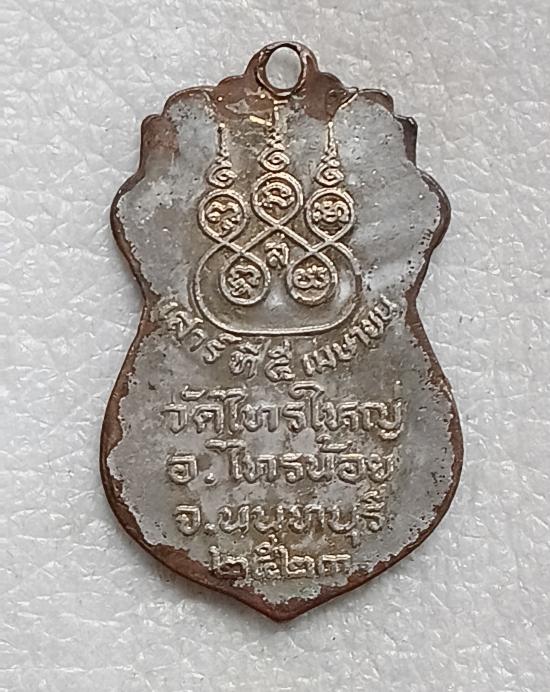 เสาร์ ที่ ๕ เมษายน
วัดไทรใหญ่
อ.ไทรน้อย
จ.นนทบุรี
๒๕๒๓